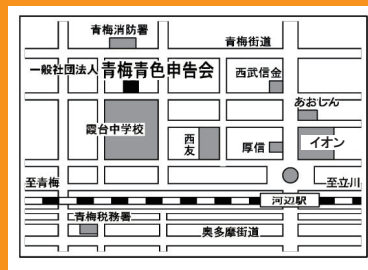 青梅消防署
青梅街道
一般社団法人 青梅青色申告会
西武信金
あおしん
霞台中学校
西友
厚信
イオン
至青梅
至立川
河辺駅
青梅税務署
奥多摩街道